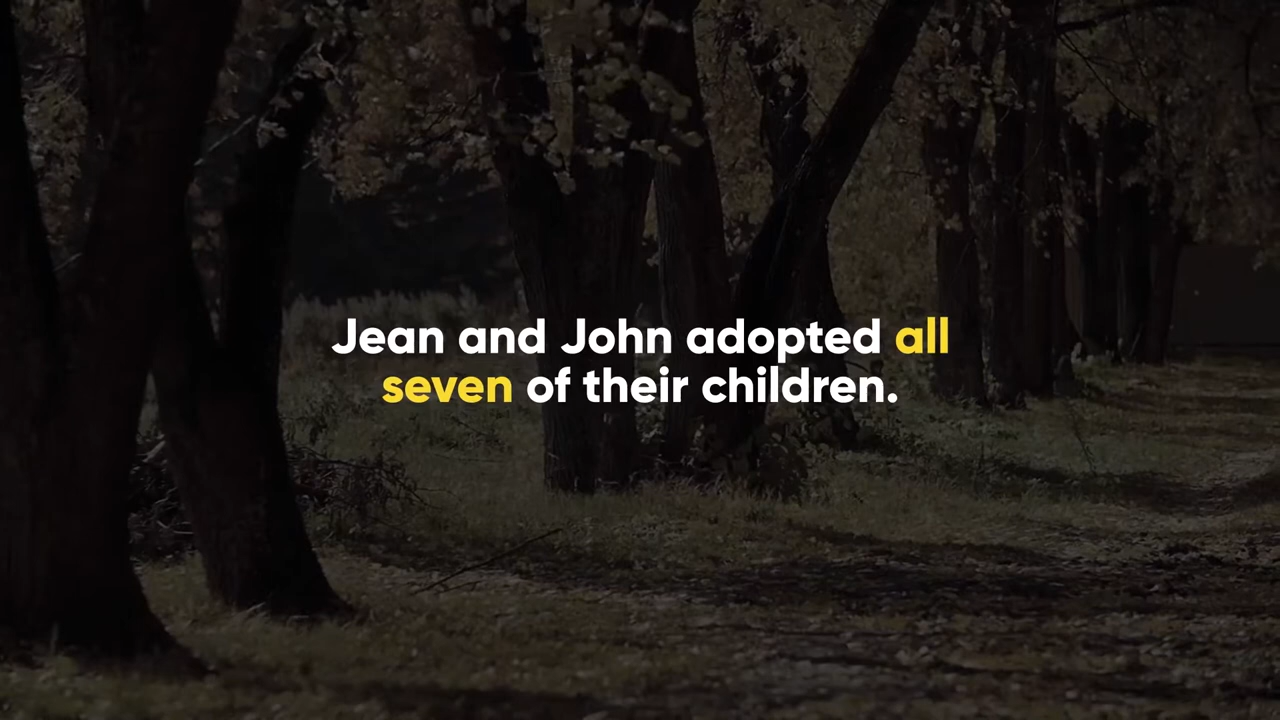 Jean and John adopted all
seven of their children.